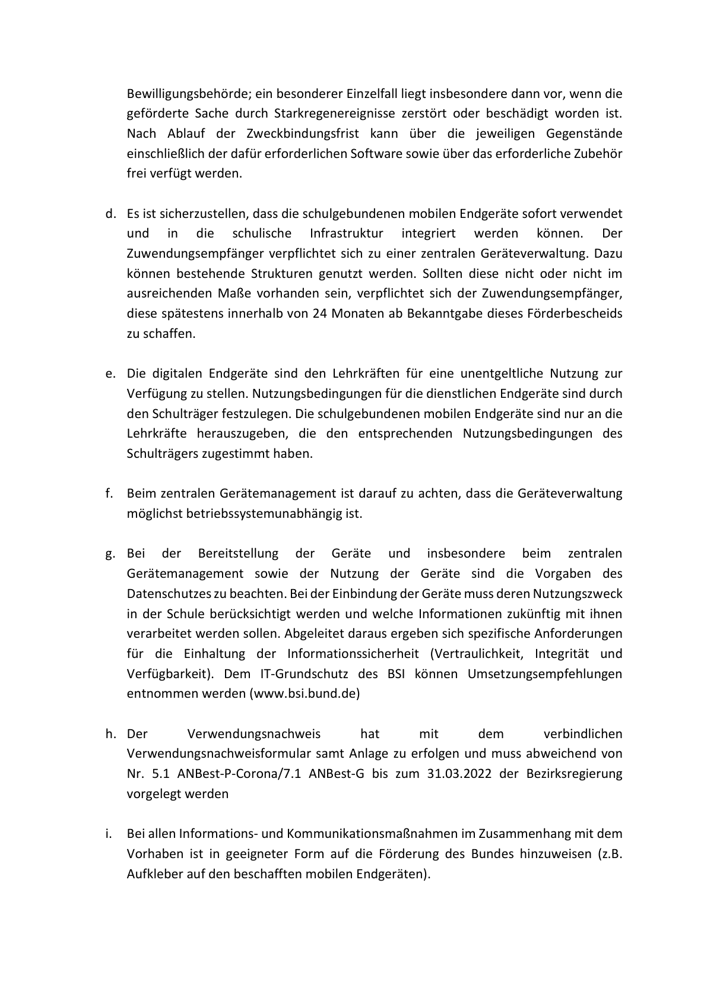 Bewilligungsbehörde; ein besonderer Einzelfall liegt insbesondere dann vor, wenn die
geförderte Sache durch Starkregenereignisse zerstört oder beschädigt worden ist.
Nach Ablauf der Zweckbindungsfrist kann über die jeweiligen Gegenstände
einschließlich der dafür erforderlichen Software sowie über das erforderliche Zubehör
frei verfügt werden.
d. Es ist sicherzustellen, dass die schulgebundenen mobilen Endgeräte sofort verwendet
und in die schulische Infrastruktur integriert werden können. Der
Zuwendungsempfänger verpflichtet sich zu einer zentralen Geräteverwaltung. Dazu
können bestehende Strukturen genutzt werden. Sollten diese nicht oder nicht im
ausreichenden Maße vorhanden sein, verpflichtet sich der Zuwendungsempfänger,
diese spätestens innerhalb von 24 Monaten ab Bekanntgabe dieses Förderbescheids
zu schaffen.
e. Die digitalen Endgeräte sind den Lehrkräften für eine unentgeltliche Nutzung zur
Verfügung zu stellen. Nutzungsbedingungen für die dienstlichen Endgeräte sind durch
den Schulträger festzulegen. Die schulgebundenen mobilen Endgeräte sind nur an die
Lehrkräfte herauszugeben, die den entsprechenden Nutzungsbedingungen des
Schulträgers zugestimmt haben.
f. Beim zentralen Gerätemanagement ist darauf zu achten, dass die Geräteverwaltung
möglichst betriebssystemunabhängig ist.
g. Bei der Bereitstellung der Geräte und insbesondere beim zentralen
Gerätemanagement sowie der Nutzung der Geräte sind die Vorgaben des
Datenschutzes zu beachten. Bei der Einbindung der Geräte muss deren Nutzungszweck
in der Schule berücksichtigt werden und welche Informationen zukünftig mit ihnen
verarbeitet werden sollen. Abgeleitet daraus ergeben sich spezifische Anforderungen
für die Einhaltung der Informationssicherheit (Vertraulichkeit, Integrität und
Verfügbarkeit). Dem IT-Grundschutz des BSI können Umsetzungsempfehlungen
entnommen werden (www.bsi.bund.de)
h. Der Verwendungsnachweis hat mit dem verbindlichen
Verwendungsnachweisformular samt Anlage zu erfolgen und muss abweichend von
Nr. 5.1 ANBest-P-Corona/7.1 ANBest-G bis zum 31.03.2022 der Bezirksregierung
vorgelegt werden
i. Bei allen Informations- und Kommunikationsmaßnahmen im Zusammenhang mit dem
Vorhaben ist in geeigneter Form auf die Förderung des Bundes hinzuweisen (z.B.
Aufkleber auf den beschafften mobilen Endgeräten).